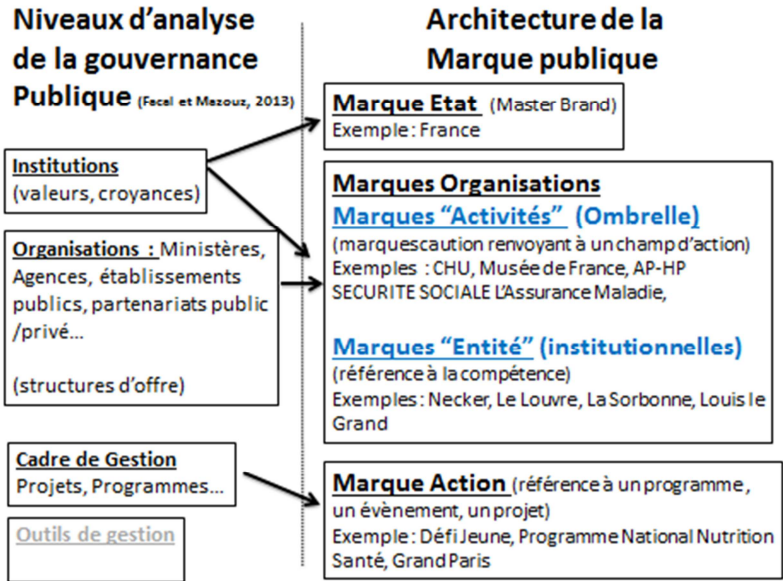 Niveaux d'analyse
de la gouvernance
Publique (Facal et Mazouz, 2013)
Institutions
(valeurs, croyances)
Organisations : Ministères,
Agences, établissements
publics, partenariats public
/privé...
(structures d'offre)
Cadre de Gestion
Projets, Programmes...
Outils de gestion
Architecture de la
Marque publique
Marque Etat (Master Brand)
Exemple : France
Marques Organisations
Marques "Activités" (Ombrelle)
(marquescaution renvoyant à un champ d'action)
Exemples : CHU, Musée de France, AP-HP
SECURITE SOCIALE L'Assurance Maladie,
Marques "Entité" (institutionnelles)
(référence à la compétence)
Exemples : Necker, Le Louvre, La Sorbonne, Louis le
Grand
Marque Action (référence à un programme,
un évènement, un projet)
Exemple : Défi Jeune, Programme National Nutrition
Santé, Grand Paris